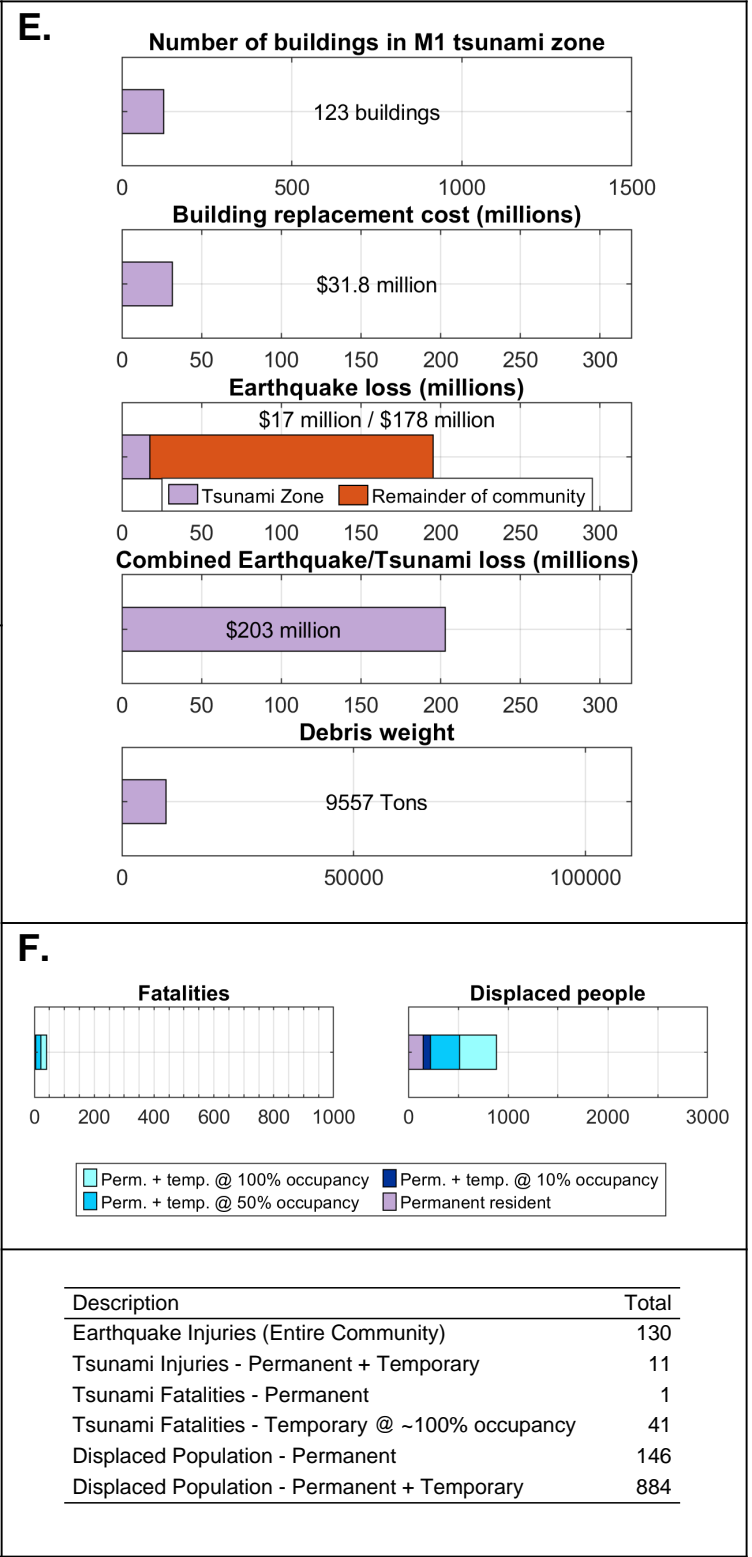 E.
Number of buildings in M1 tsunami zone
123 buildings
0 500 1000 1500
Building replacement cost (millions)
$31.8 million
0 50 100 150 200 250 300
Earthquake loss (millions)
$17 million / $178 million
Tsunami Zone Remainder of community
0 50 100 150 200 250 300
Combined Earthquake/Tsunami loss (millions)
$203 million
0 50 100 150 200 250 300
Debris weight
9557 Tons
0 50000 100000
F.
Fatalities
0 200 400 600 800 1000
Displaced people
0 1000 2000 3000
Perm. + temp. @ 100% occupancy Perm. + temp. @ 10% occupancy
Perm. + temp. @ 50% occupancy Permanent resident
Description Total
Earthquake Injuries (Entire Community) 130
Tsunami Injuries - Permanent + Temporary 11
Tsunami Fatalities - Permanent 1
Tsunami Fatalities - Temporary @ ~100% occupancy 41
Displaced Population - Permanent 146
Displaced Population - Permanent + Temporary 884